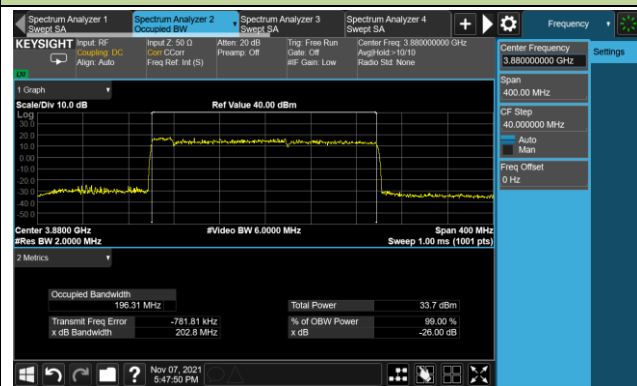 Spectrum Analyzer 1
Swept SA
Spectrum Analyzer 2
Occupied BW
Spectrum Analyzer 3
Swept SA
Spectrum Analyzer 4
Swept SA
+
Frequency
KEYSIGHT
Input: RF
Coupling: DC
Align: Auto
Input Z: 50 Ω
Corr CCorr
Freq Ref: Int (S)
Atten: 20 dB
Preamp: Off
Trig: Free Run
Gate: Off
#IF Gain: Low
Center Freq: 3.880000000 GHz
Avg|Hold:>10/10
Radio Std: None
LXI
Center Frequency
3.880000000 GHz
Settings
Span
400.00 MHz
CF Step
40.000000 MHz
Auto
Man
Freq Offset
0 Hz
1 Graph
Scale/Div 10.0 dB
Ref Value 40.00 dBm
Log
30.0
20.0
10.0
0.00
-10.0
-20.0
-30.0
-40.0
-50.0
Center 3.8800 GHz
#Video BW 6.0000 MHz
Span 400 MHz
#Res BW 2.0000 MHz
Sweep 1.00 ms (1001 pts)
2 Metrics
Occupied Bandwidth
196.31 MHz
Total Power
33.7 dBm
Transmit Freq Error
-781.81 kHz
% of OBW Power
99.00 %
x dB Bandwidth
202.8 MHz
x dB
-26.00 dB
?
Nov 07, 2021
5:47:50 PM